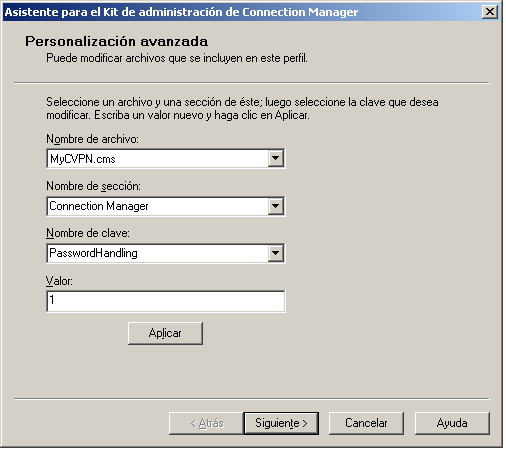 Asistente para el Kit de administración de Connection Manager
Personalización avanzada
Puede modificar archivos que se incluyen en este perfil.
Seleccione un archivo y una sección de éste; luego seleccione la clave que desea
modificar. Escriba un valor nuevo y haga clic en Aplicar.
Nombre de archivo:
MyCVPN.cms
Nombre de sección:
Connection Manager
Nombre de clave:
PasswordHandling
Valor:
1
Aplicar
< Atrás
Siguiente >
Cancelar
Ayuda